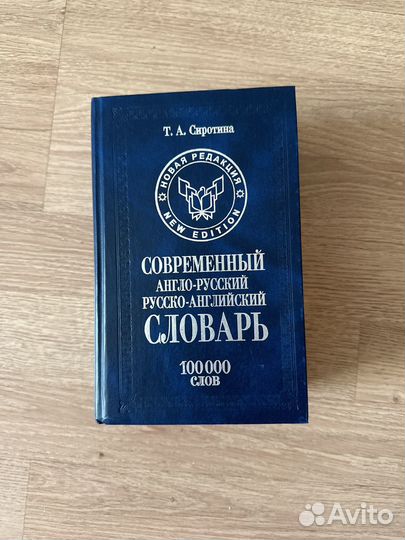 Т. А. Сиротина
НОВАЯ РЕДАКЦИЯ
NEW EDITION
СОВРЕМЕННЫЙ
АНГЛО-РУССКИЙ
РУССКО-АНГЛИЙСКИЙ
СЛОВАРЬ
100 000
СЛОВ
Avito